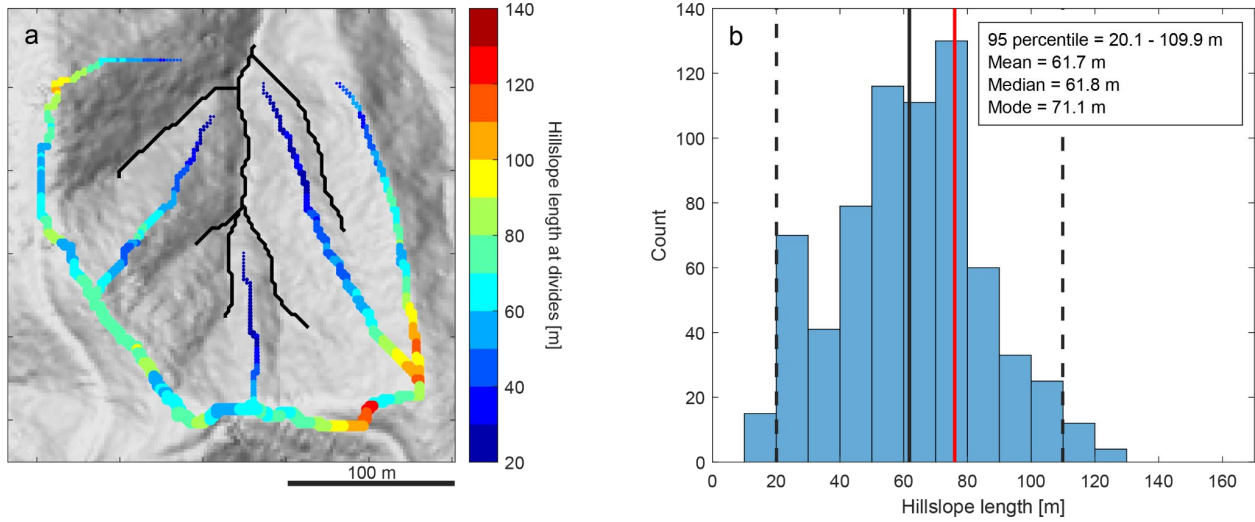 a
140
120
100
80
60
40
20
Hillslope length at divides [m]
100 m
b
140
120
100
80
60
40
20
0
Count
95 percentile = 20.1 - 109.9 m
Mean = 61.7 m
Median = 61.8 m
Mode = 71.1 m
0 20 40 60 80 100 120 140 160
Hillslope length [m]